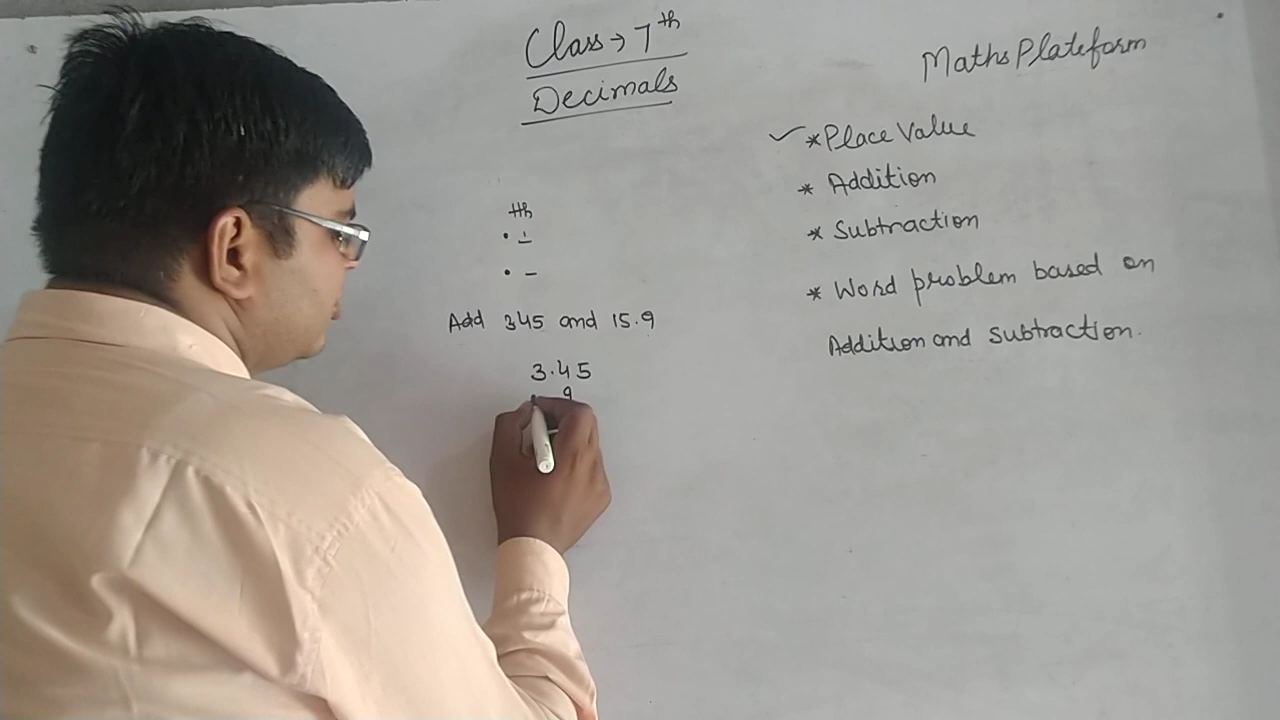 Class → 7th
Decimals
th
Add 345 and 15.9
3.45
9
Maths Plateform
✓ * Place Value
* Addition
* Subtraction
* Word problem based on
Addition and subtraction.